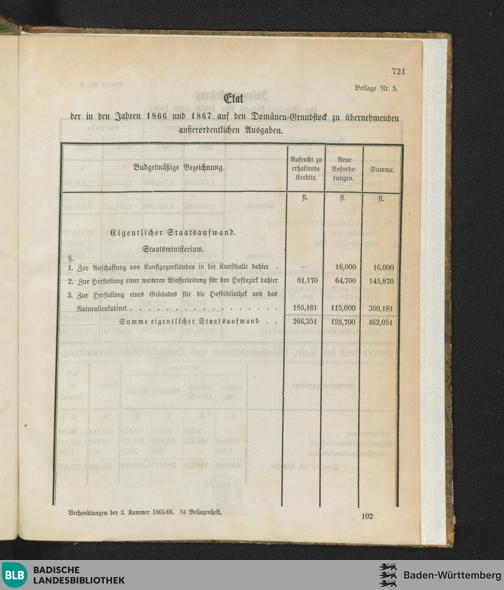 721
Beilage Nr. 5.
Etat
der in den Jahren 1866 und 1867 auf den Domänen-Grundstock zu übernehmenden
außerordentlichen Ausgaben.
Budgetmäßige Bezeichnung. Aufrecht zu erhaltende Kredite. Neue Anforderungen. Summe.
fl. fl. fl.
Eigentlicher Staatsaufwand.
Staatsministerium.
§.
1. Zur Anschaffung von Kunstgegenständen in die Kunsthalle dahier . — 16,000 16,000
2. Zur Herstellung einer weiteren Wasserleitung für den Hofbezirk dahier 81,170 64,700 145,870
3. Zur Herstellung eines Gebäudes für die Hofbibliothek und das
Naturalienkabinet . . . . . . . . . . . . . . . 185,181 115,000 300,181
Summe eigentlicher Staatsaufwand . . 266,351 195,700 462,051
Verhandlungen der 2. Kammer 1865/66. 5s Beilagenheft.
102
BLB BADISCHE
LANDESBIBLIOTHEK
Baden-Württemberg